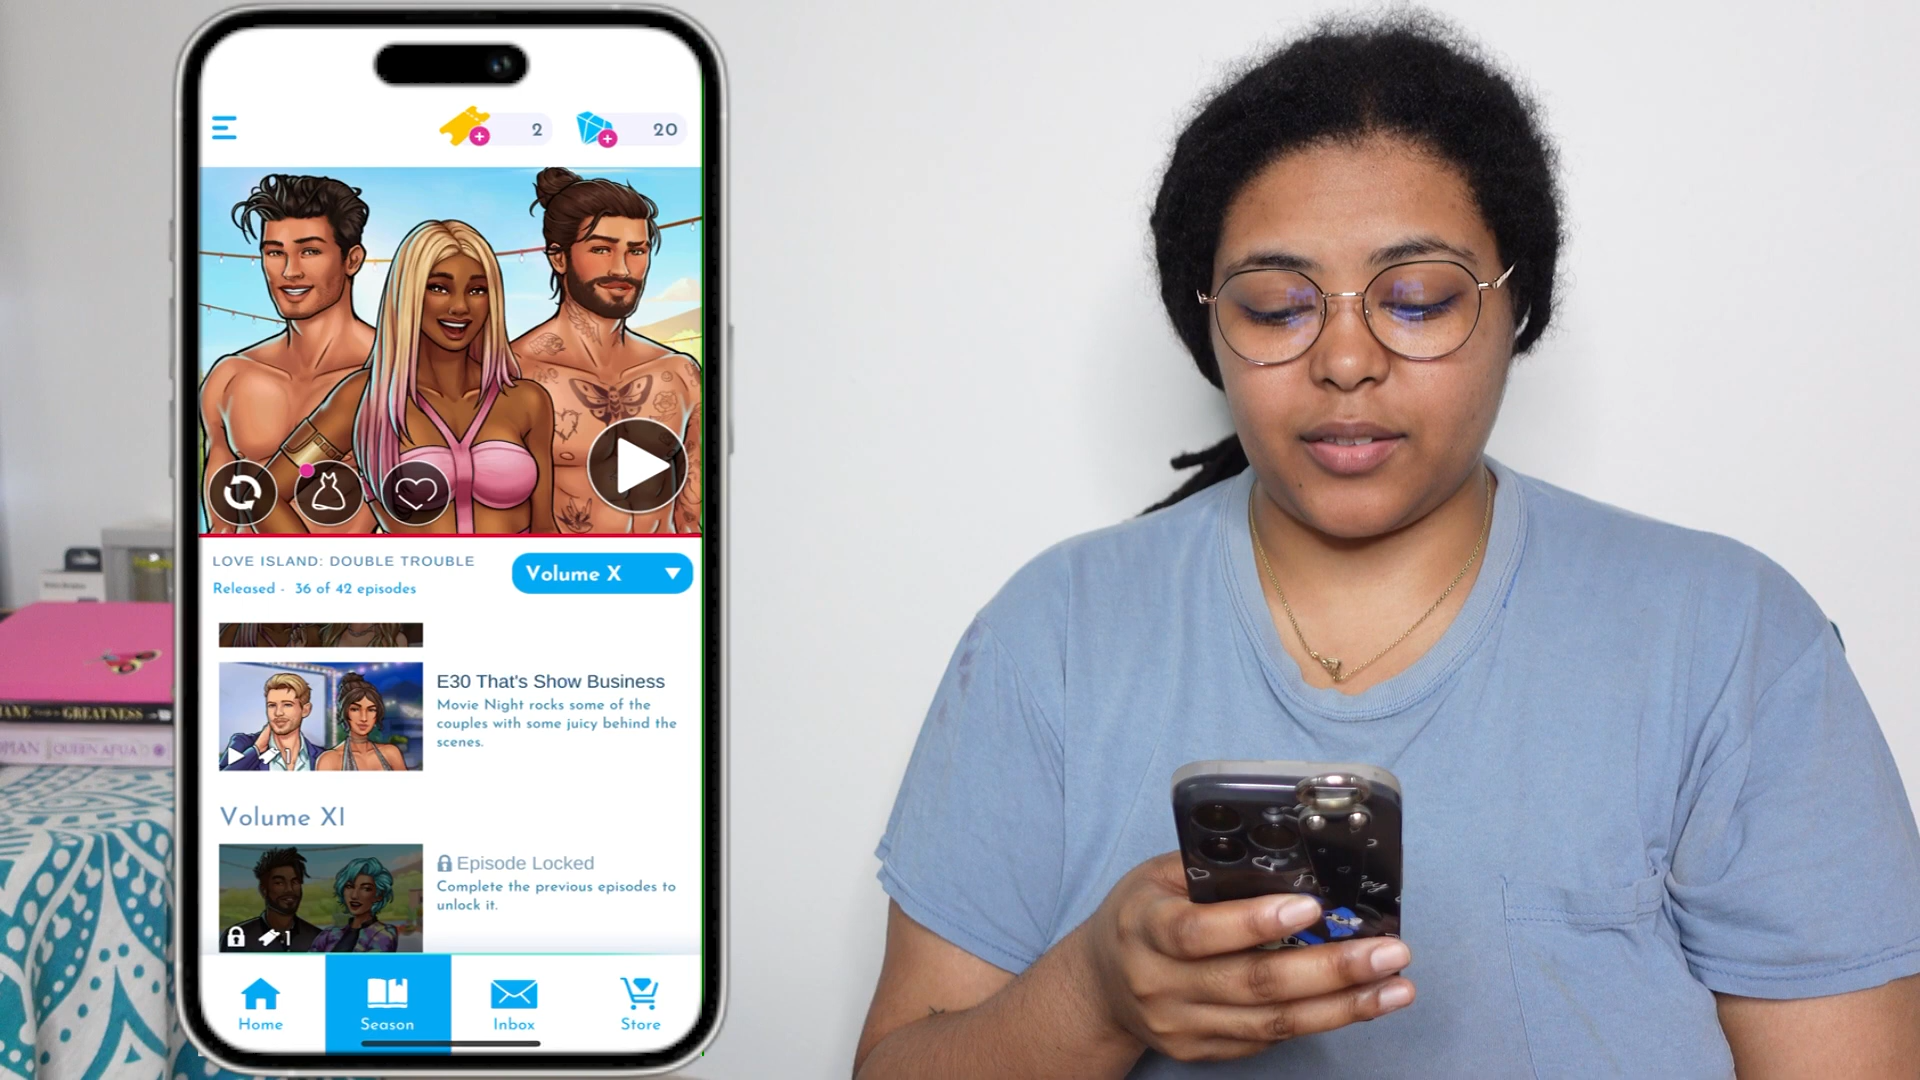 2
20
LOVE ISLAND: DOUBLE TROUBLE
Released - 36 of 42 episodes
Volume X
E30 That's Show Business
Movie Night rocks some of the
couples with some juicy behind the
scenes.
1
Volume XI
Episode Locked
Complete the previous episodes to
unlock it.
1
Home
Season
Inbox
Store
GREATNESS
QUEEN AFUA